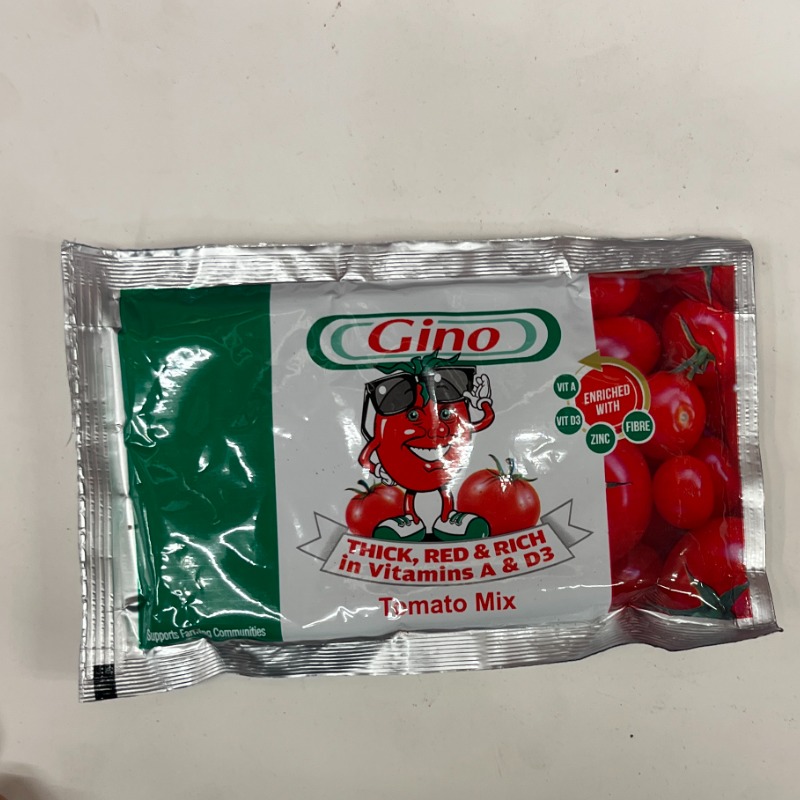 Gino
VIT A
ENRICHED
WITH
VIT D3
ZINC
FIBRE
THICK, RED & RICH
in Vitamins A & D3
Tomato Mix
Supports Farming Communities